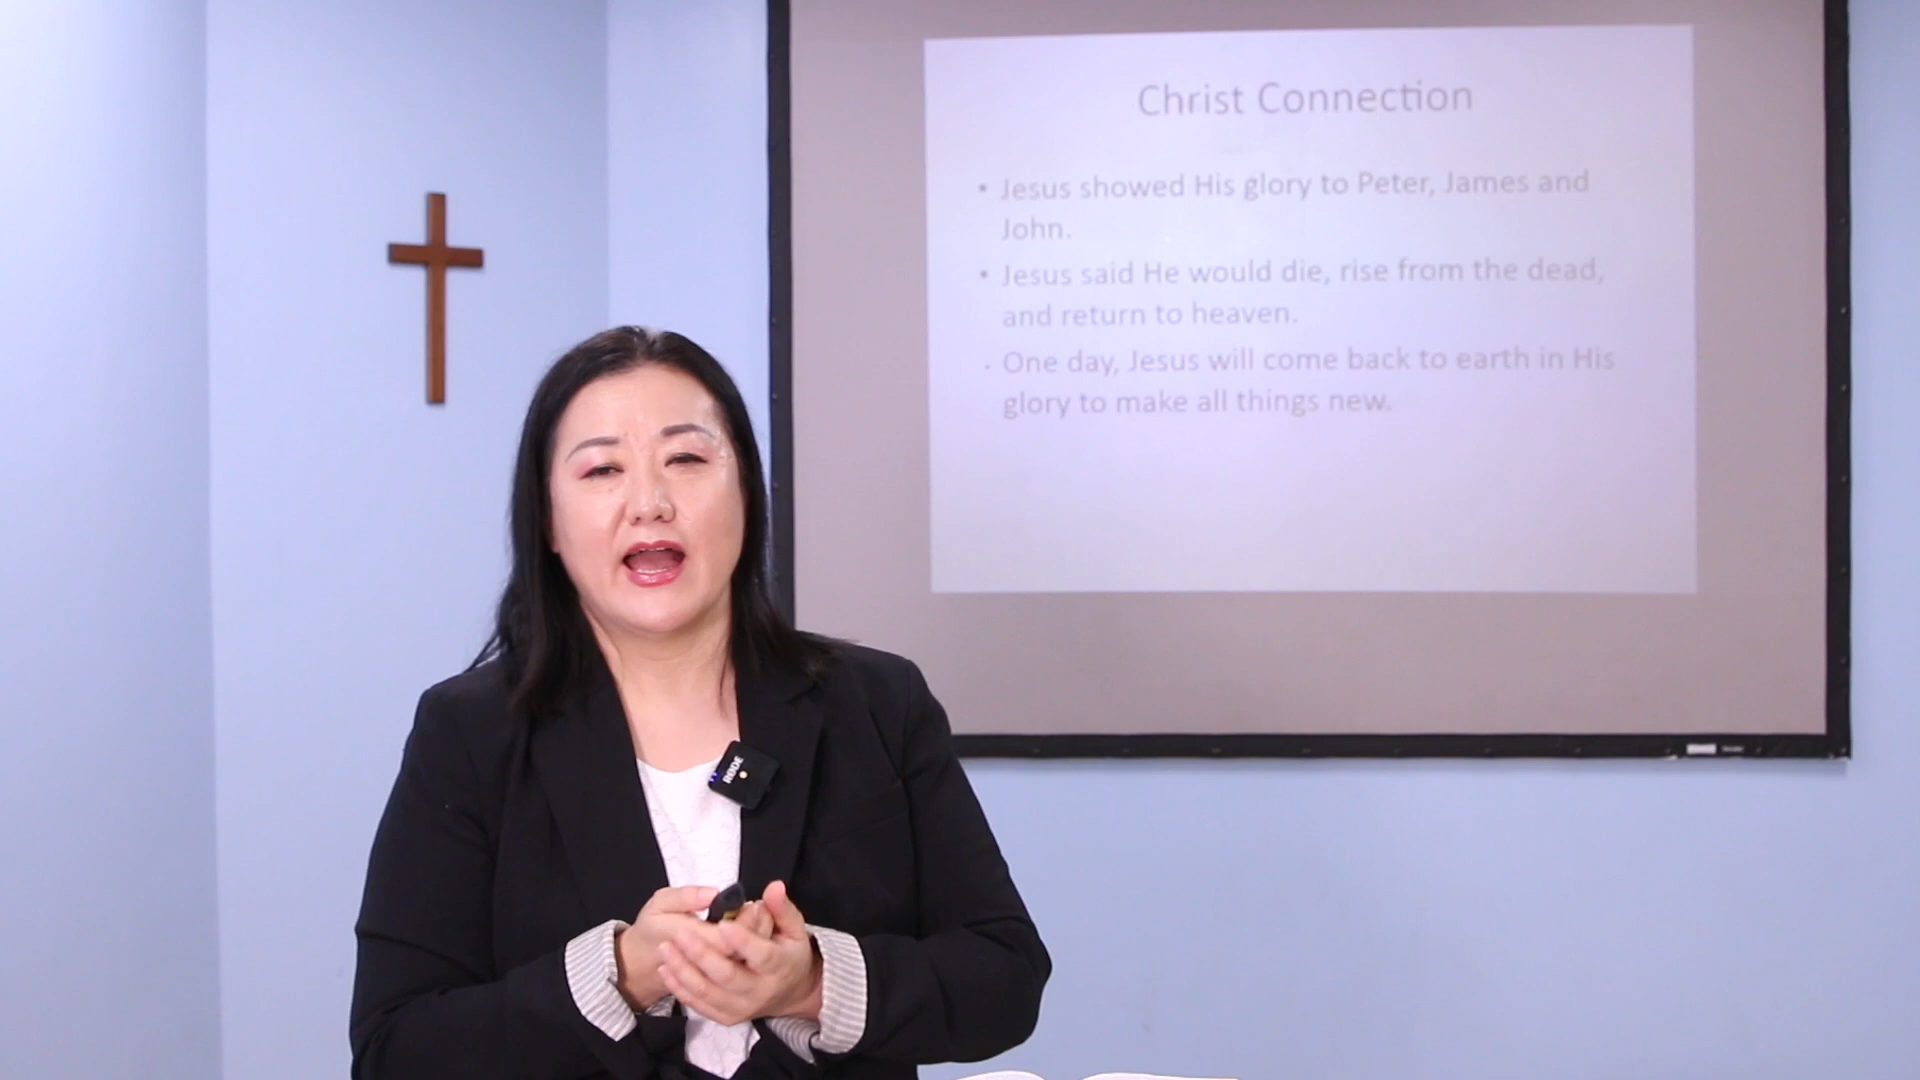 Christ Connection
• Jesus showed His glory to Peter, James and
John.
• Jesus said He would die, rise from the dead,
and return to heaven.
• One day, Jesus will come back to earth in His
glory to make all things new.
RØDE